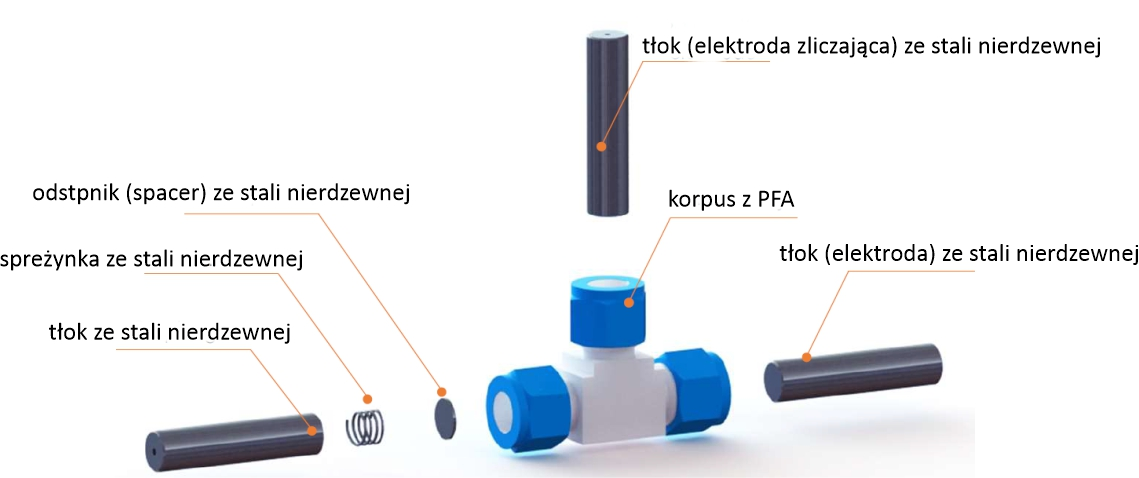 tłok (elektroda zliczająca) ze stali nierdzewnej
odstpnik (spacer) ze stali nierdzewnej
korpus z PFA
tłok (elektroda) ze stali nierdzewnej
spreżynka ze stali nierdzewnej
tłok ze stali nierdzewnej